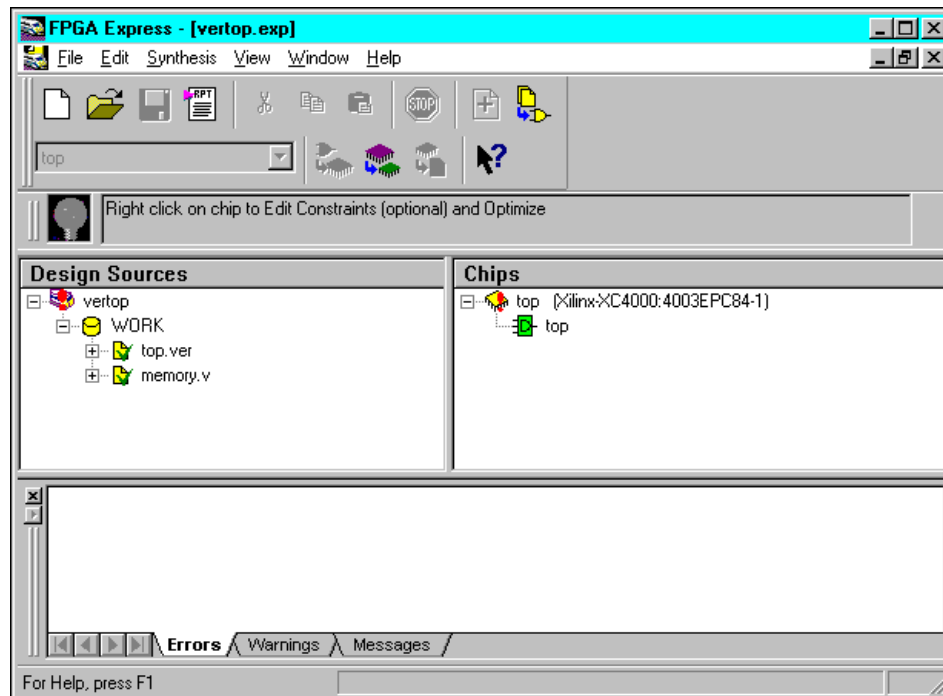 FPGA Express - [vertop.exp]
File Edit Synthesis View Window Help
RPT
STOP
top
Right click on chip to Edit Constraints (optional) and Optimize
Design Sources
vertop
WORK
top.ver
memory.v
Chips
top (Xilinx-XC4000:4003EPC84-1)
top
Errors Warnings Messages
For Help, press F1